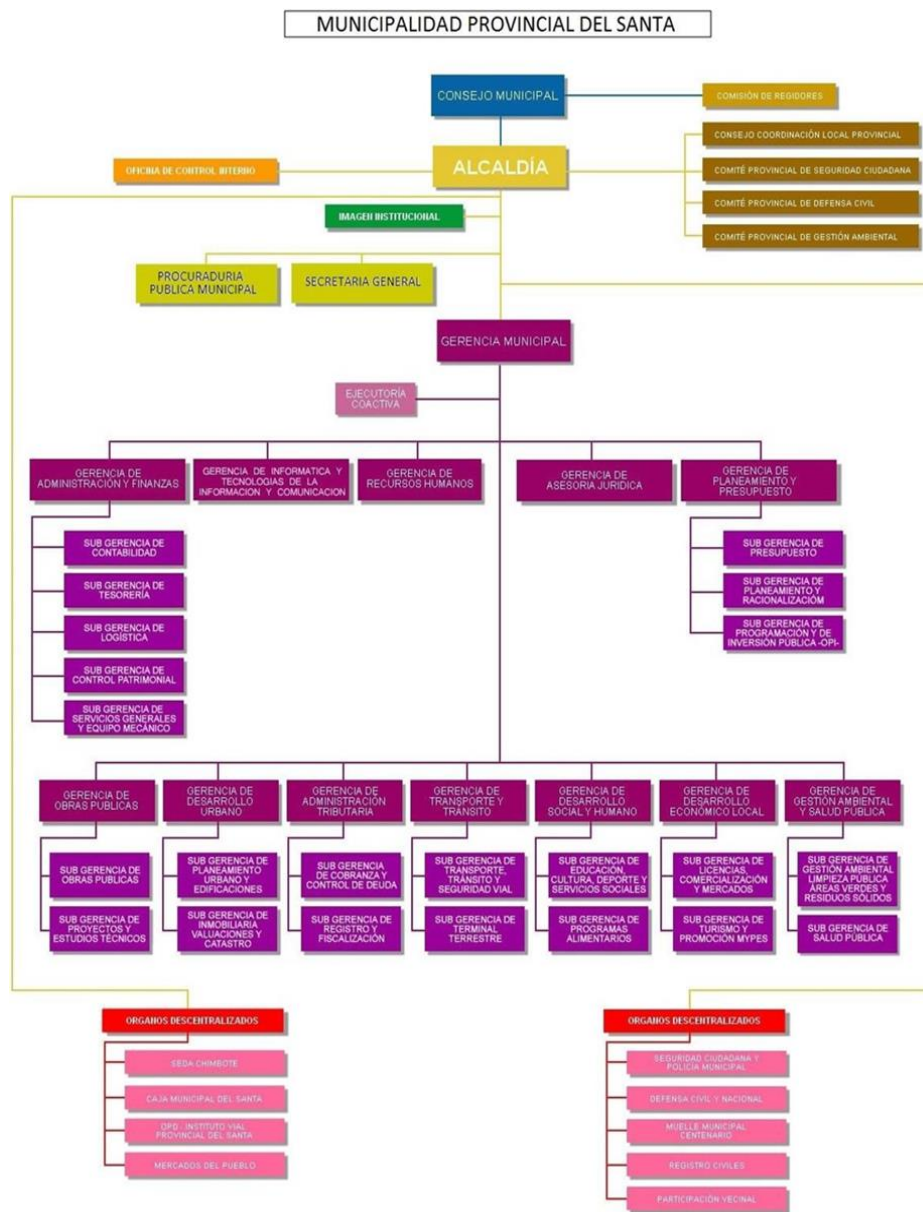 MUNICIPALIDAD PROVINCIAL DEL SANTA
CONSEJO MUNICIPAL
COMISIÓN DE REGIDORES
ALCALDÍA
OFICINA DE CONTROL INTERNO
CONSEJO COORDINACIÓN LOCAL PROVINCIAL
COMITÉ PROVINCIAL DE SEGURIDAD CIUDADANA
COMITÉ PROVINCIAL DE DEFENSA CIVIL
COMITÉ PROVINCIAL DE GESTIÓN AMBIENTAL
IMAGEN INSTITUCIONAL
PROCURADURIA
PUBLICA MUNICIPAL
SECRETARIA GENERAL
GERENCIA MUNICIPAL
EJECUTORÍA
COACTIVA
GERENCIA DE
ADMINISTRACIÓN Y FINANZAS
GERENCIA DE INFORMATICA Y
TECNOLOGIAS DE LA
INFORMACION Y COMUNICACION
GERENCIA DE
RECURSOS HUMANOS
GERENCIA DE
ASESORIA JURIDICA
GERENCIA DE
PLANEAMIENTO Y
PRESUPUESTO
SUB GERENCIA DE
CONTABILIDAD
SUB GERENCIA DE
TESORERÍA
SUB GERENCIA DE
LOGÍSTICA
SUB GERENCIA DE
CONTROL PATRIMONIAL
SUB GERENCIA DE
SERVICIOS GENERALES
Y EQUIPO MECÁNICO
SUB GERENCIA DE
PRESUPUESTO
SUB GERENCIA DE
PLANEAMIENTO Y
RACIONALIZACIÓM
SUB GERENCIA DE
PROGRAMACIÓN Y DE
INVERSIÓN PÚBLICA -OPI-
GERENCIA DE
OBRAS PUBLICAS
GERENCIA DE
DESARROLLO
URBANO
GERENCIA DE
ADMINISTRACIÓN
TRIBUTARIA
GERENCIA DE
TRANSPORTE Y
TRÁNSITO
GERENCIA DE
DESARROLLO
SOCIAL Y HUMANO
GERENCIA DE
DESARROLLO
ECONOMICO LOCAL
GERENCIA DE
GESTIÓN AMBIENTAL
Y SALUD PUBLICA
SUB GERENCIA DE
OBRAS PUBLICAS
SUB GERENCIA DE
PLANEAMIENTO
URBANO Y
EDIFICACIONES
SUB GERENCIA
DE COBRANZA Y
CONTROL DE DEUDA
SUB GERENCIA DE
TRANSPORTE,
TRÁNSITO Y
SEGURIDAD VIAL
SUB GERENCIA DE
EDUCACIÓN,
CULTURA, DEPORTE Y
SERVICIOS SOCIALES
SUB GERENCIA DE
LICENCIAS,
COMERCIALIZACIÓN
Y MERCADOS
SUB GERENCIA DE
GESTIÓN AMBIENTAL
LIMPIEZA PÚBLICA
ÁREAS VERDES Y
RESIDUOS SÓLIDOS
SUB GERENCIA DE
PROYECTOS Y
ESTUDIOS TÉCNICOS
SUB GERENCIA DE
INMOBILIARIA
VALUACIONES Y
CATASTRO
SUB GERENCIA DE
REGISTRO Y
FISCALIZACIÓN
SUB GERENCIA DE
TERMINAL
TERRESTRE
SUB GERENCIA DE
PROGRAMAS
ALIMENTARIOS
SUB GERENCIA DE
TURISMO Y
PROMOCIÓN MYPES
SUB GERENCIA DE
SALUD PÚBLICA
ORGANOS DESCENTRALIZADOS
SEDA CHIMBOTE
CAJA MUNICIPAL DEL SANTA
OPD. INSTITUTO VIAL
PROVINCIAL DEL SANTA
MERCADOS DEL PUEBLO
ORGANOS DESCENTRALIZADOS
SEGURIDAD CIUDADANA Y
POLICÍA MUNICIPAL
DEFENSA CIVIL Y NACIONAL
MUELLE MUNICIPAL
CENTENARIO
REGISTRO CIVILES
PARTICIPACIÓN VECINAL